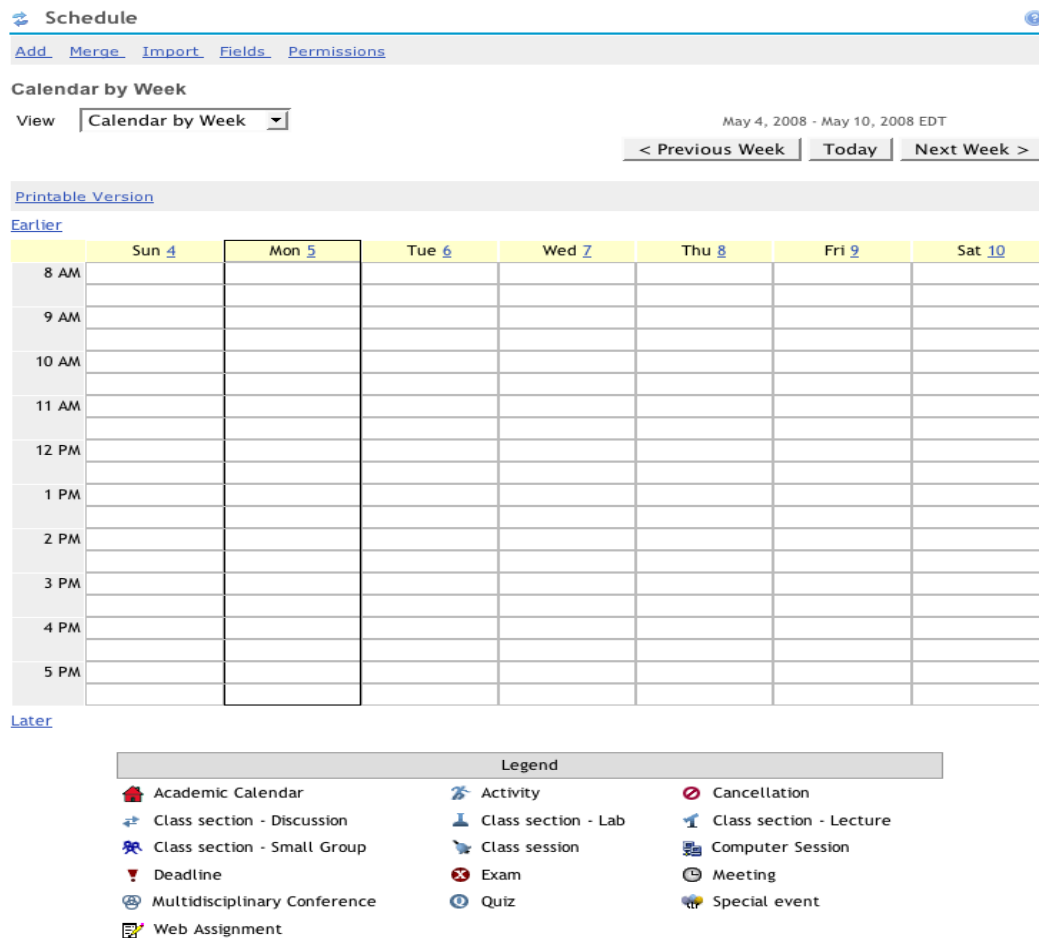 Schedule
Add Merge Import Fields Permissions
Calendar by Week
View Calendar by Week May 4, 2008 - May 10, 2008 EDT
< Previous Week Today Next Week >
Printable Version
Earlier
Sun 4 Mon 5 Tue 6 Wed 7 Thu 8 Fri 9 Sat 10
8 AM
9 AM
10 AM
11 AM
12 PM
1 PM
2 PM
3 PM
4 PM
5 PM
Later
Legend
Academic Calendar Activity Cancellation
Class section - Discussion Class section - Lab Class section - Lecture
Class section - Small Group Class session Computer Session
Deadline Exam Meeting
Multidisciplinary Conference Quiz Special event
Web Assignment